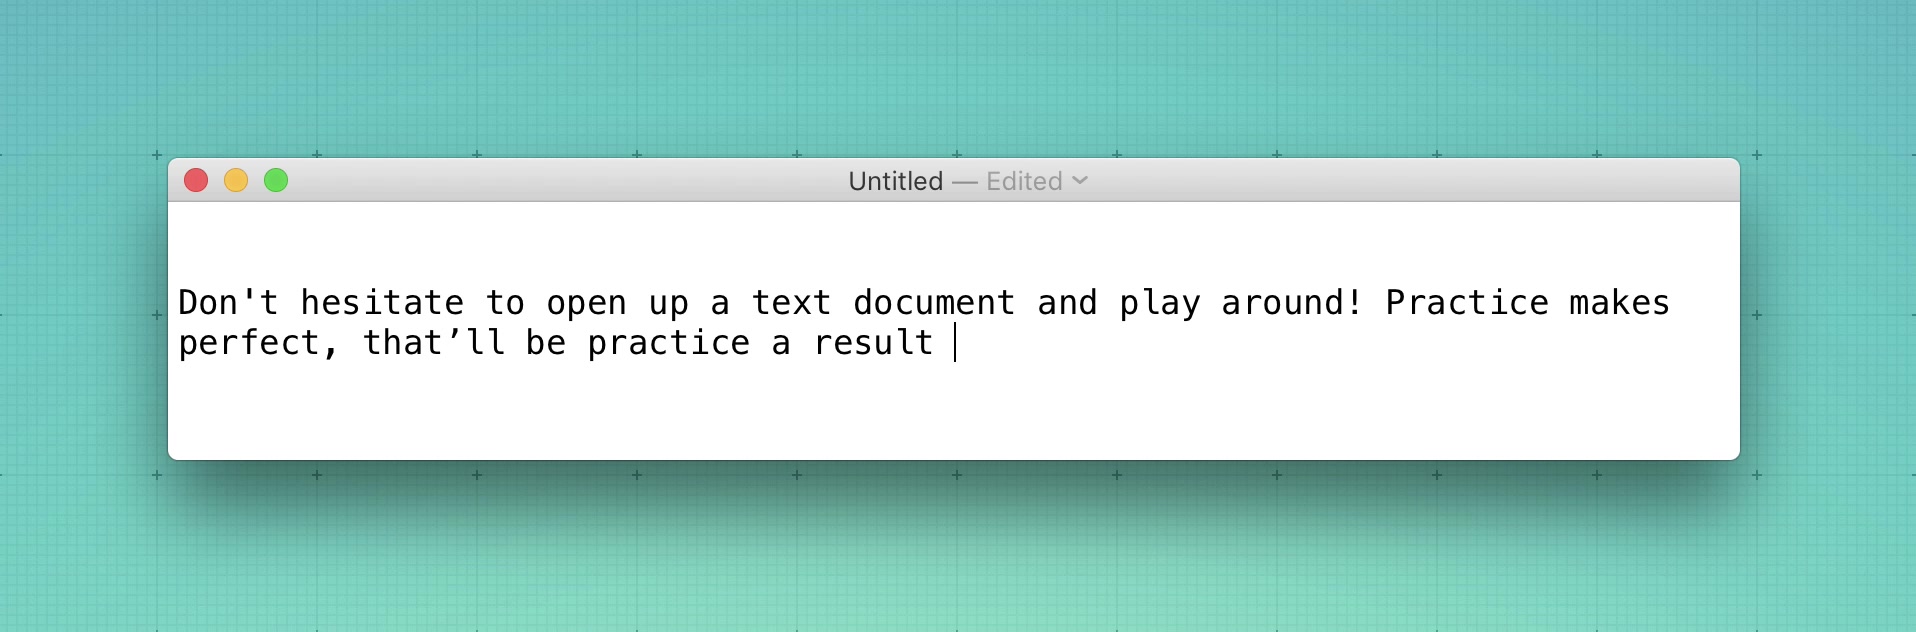 Untitled — Edited
Don't hesitate to open up a text document and play around! Practice makes
perfect, that’ll be practice a result